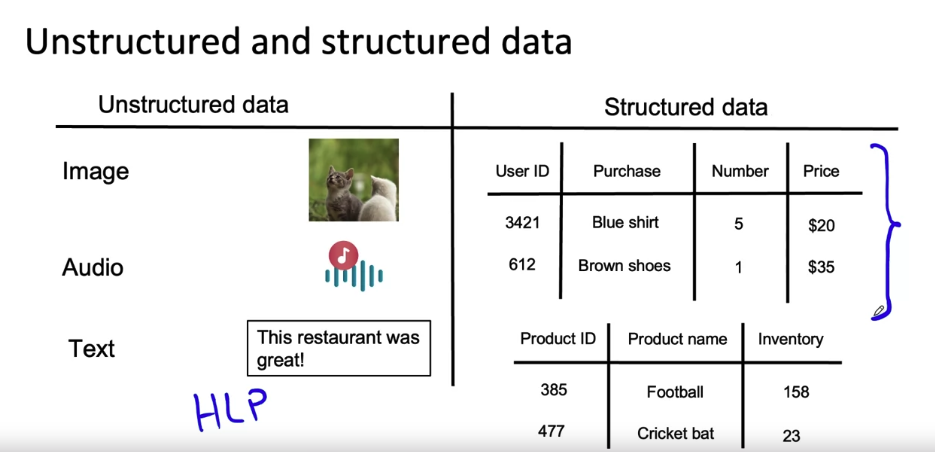 Unstructured and structured data
Unstructured data
Image
Audio
Text
This restaurant was
great!
HLP
Structured data
User ID Purchase Number Price
3421 Blue shirt 5 $20
612 Brown shoes 1 $35
Product ID Product name Inventory
385 Football 158
477 Cricket bat 23